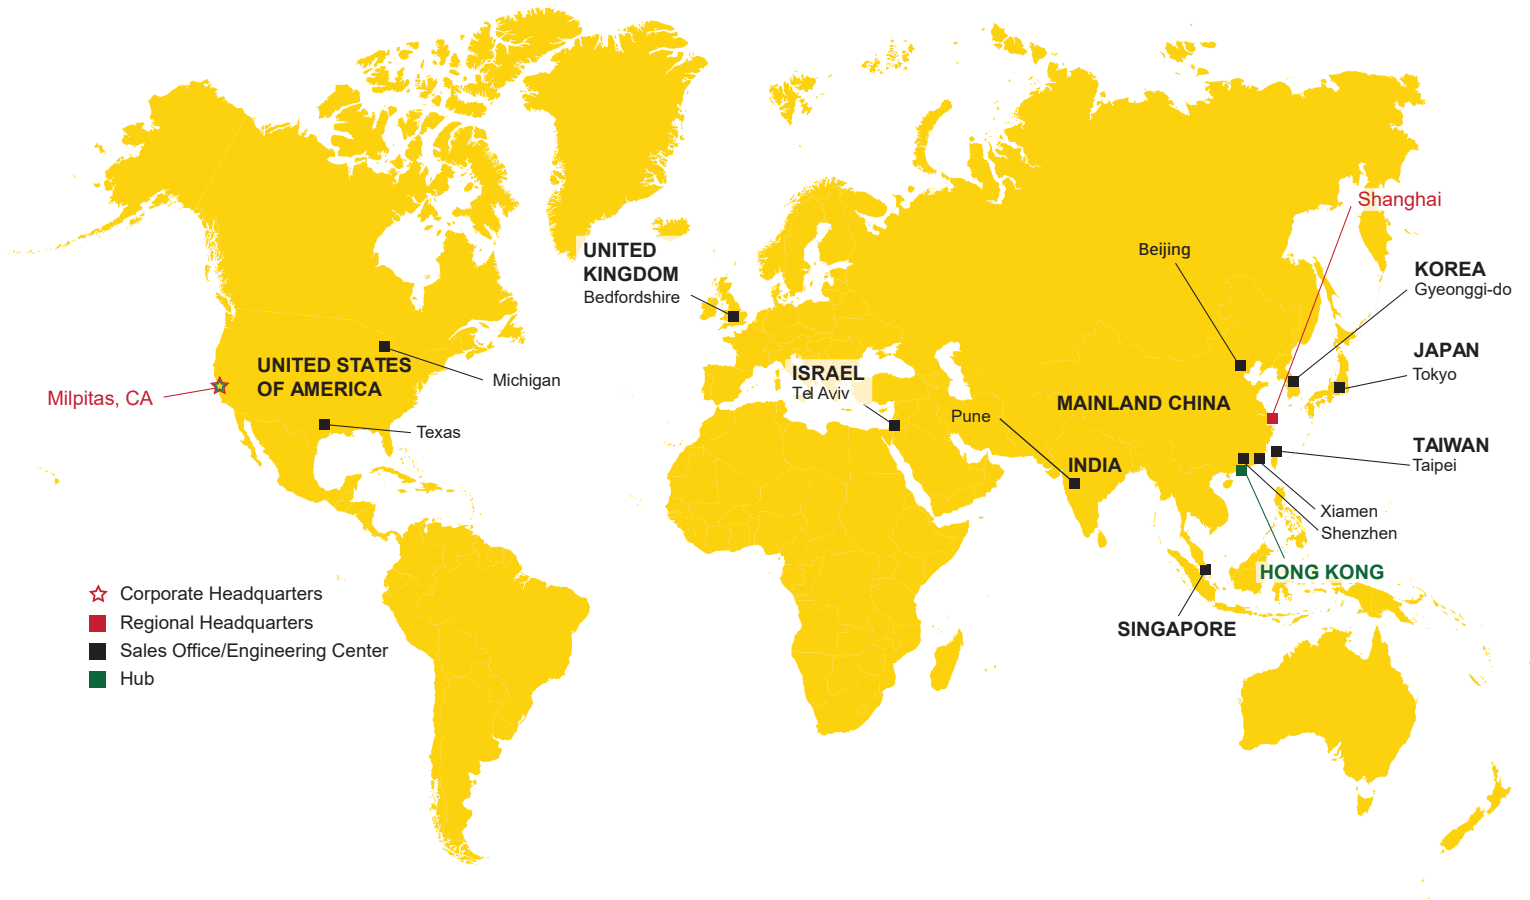 Shanghai
Beijing
UNITED
KINGDOM
Bedfordshire
KOREA
Gyeonggi-do
JAPAN
Tokyo
UNITED STATES
OF AMERICA
Michigan
Milpitas, CA
Texas
ISRAEL
Tel Aviv
Pune
MAINLAND CHINA
INDIA
TAIWAN
Taipei
Xiamen
Shenzhen
HONG KONG
SINGAPORE
Corporate Headquarters
Regional Headquarters
Sales Office/Engineering Center
Hub